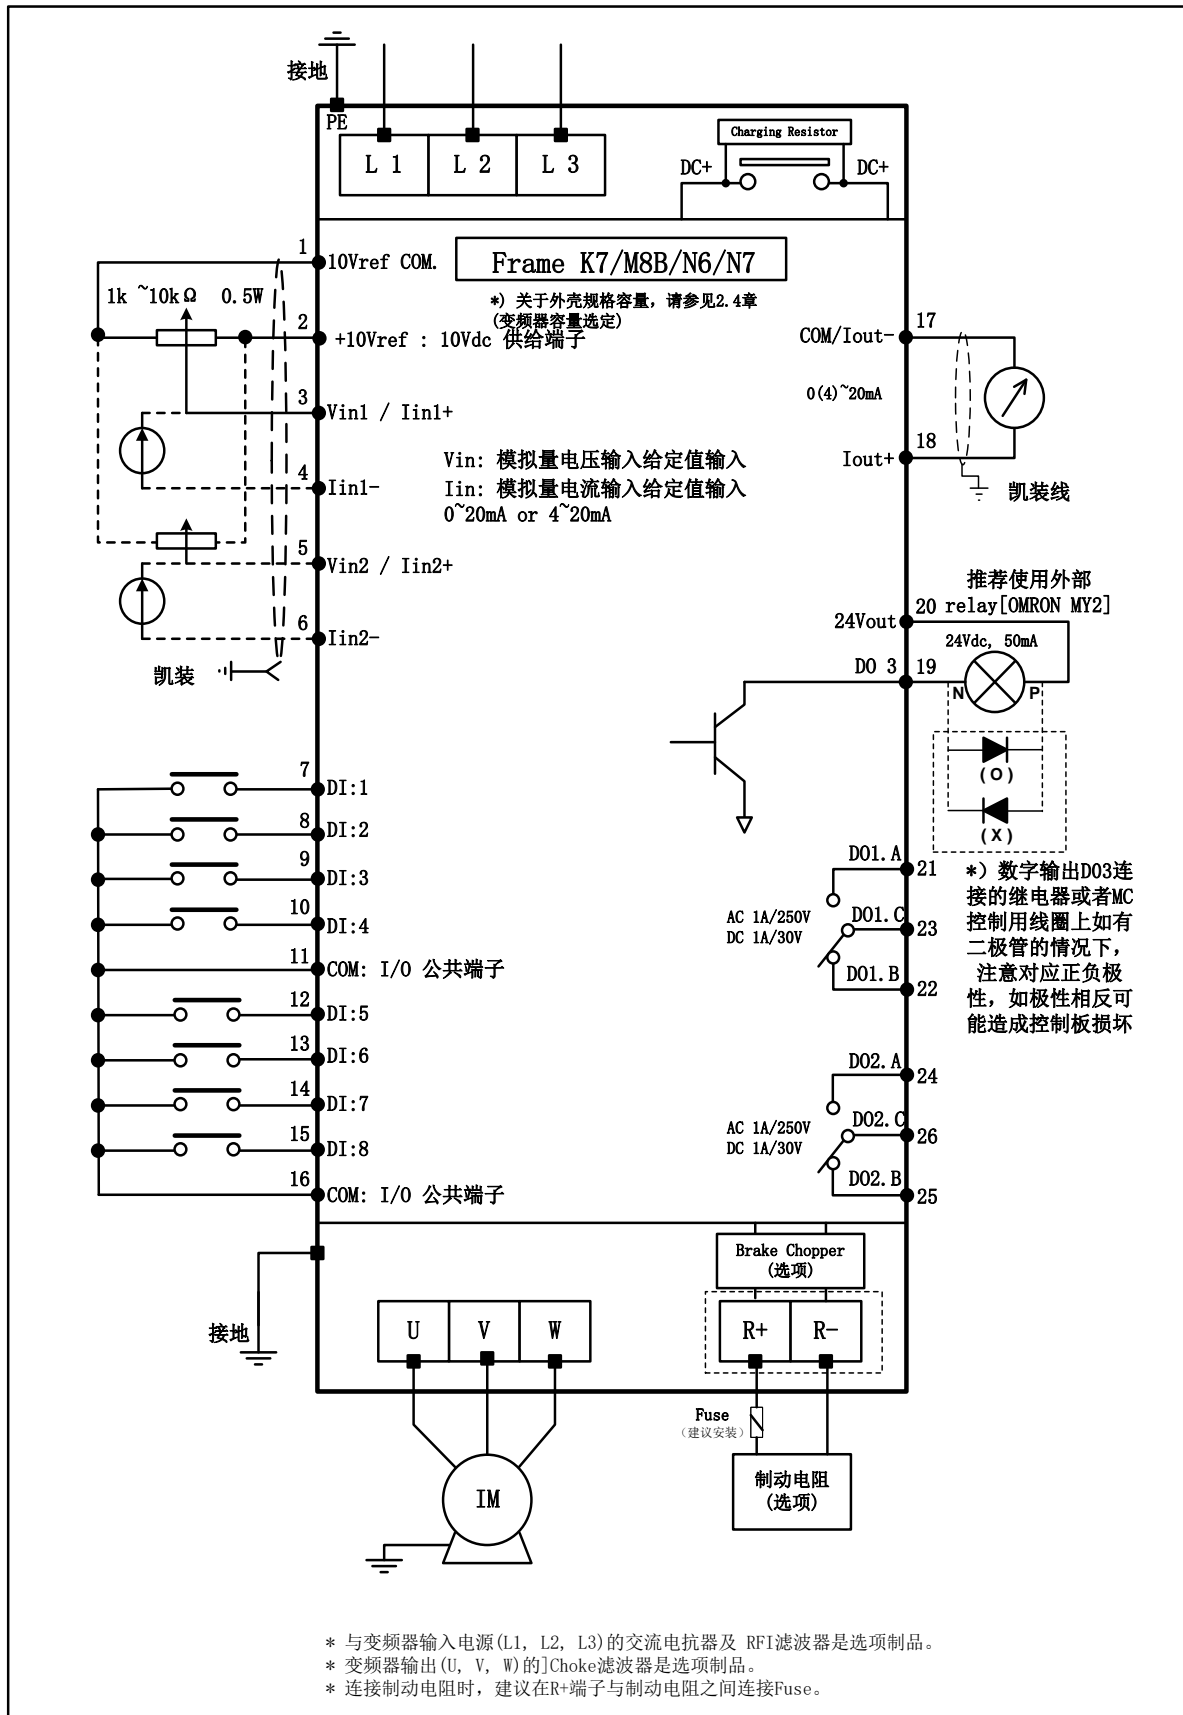 接地
PE
L 1
L 2
L 3
Charging Resistor
DC+
DC+
1
10Vref COM.
Frame K7/M8B/N6/N7
*) 关于外壳规格容量，请参见2.4章
(变频器容量选定)
1k ~10kΩ 0.5W
2
+10Vref : 10Vdc 供给端子
3
Vin1 / Iin1+
Vin: 模拟量电压输入给定值输入
4
Iin1-
Iin: 模拟量电流输入给定值输入
0~20mA or 4~20mA
5
Vin2 / Iin2+
6
Iin2-
凯装
COM/Iout-
17
0(4)~20mA
18
Iout+
凯装线
推荐使用外部
20 relay[OMRON MY2]
24Vout
24Vdc, 50mA
DO 3
19
N
P
(O)
(X)
7
DI:1
8
DI:2
9
DI:3
10
DI:4
11
COM: I/O 公共端子
12
DI:5
13
DI:6
14
DI:7
15
DI:8
16
COM: I/O 公共端子
DO1.A
21
AC 1A/250V
DC 1A/30V
DO1.C
23
DO1.B
22
*）数字输出DO3连
接的继电器或者MC
控制用线圈上如有
二极管的情况下，
注意对应正负极
性，如极性相反可
能造成控制板损坏
DO2.A
24
AC 1A/250V
DC 1A/30V
DO2.C
26
DO2.B
25
Brake Chopper
(选项)
接地
U
V
W
R+
R-
Fuse
（建议安装）
IM
制动电阻
(选项)
* 与变频器输入电源(L1, L2, L3)的交流电抗器及 RFI滤波器是选项制品。
* 变频器输出(U, V, W)的]Choke滤波器是选项制品。
* 连接制动电阻时，建议在R+端子与制动电阻之间连接Fuse。